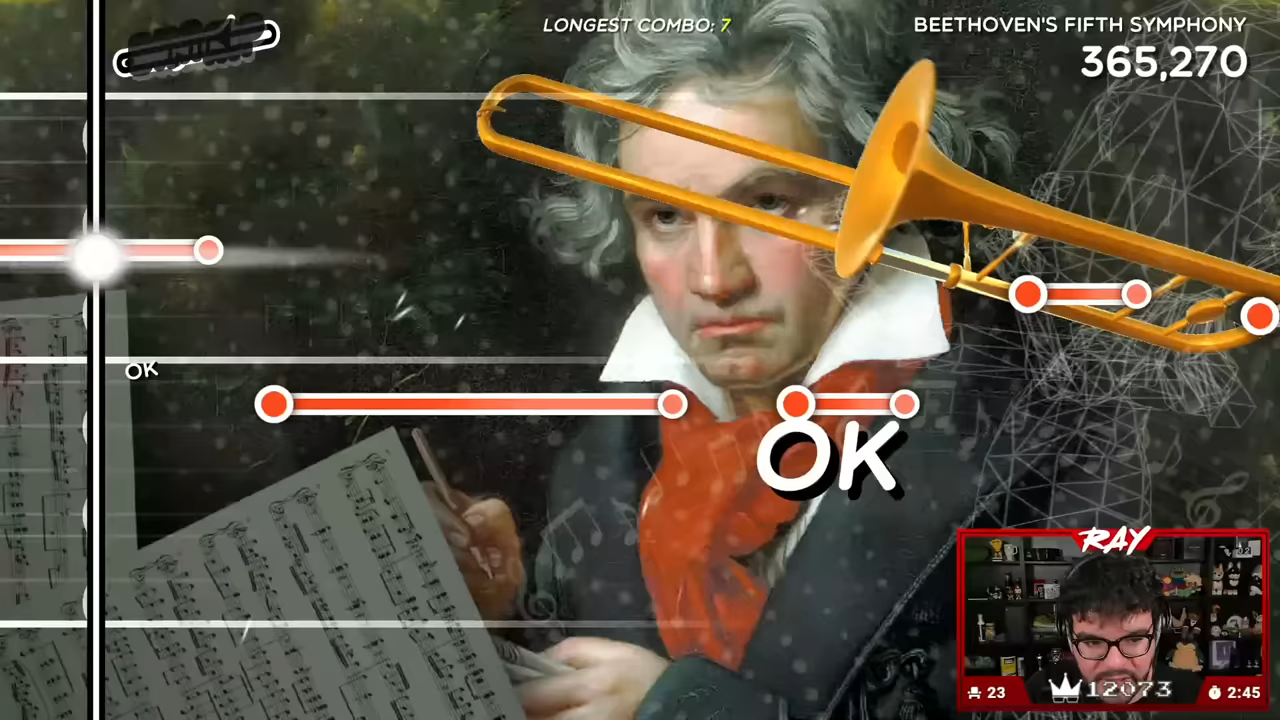 LONGEST COMBO: 7
BEETHOVEN'S FIFTH SYMPHONY
365,270
OK
OK
RAY
23
12073
2:45